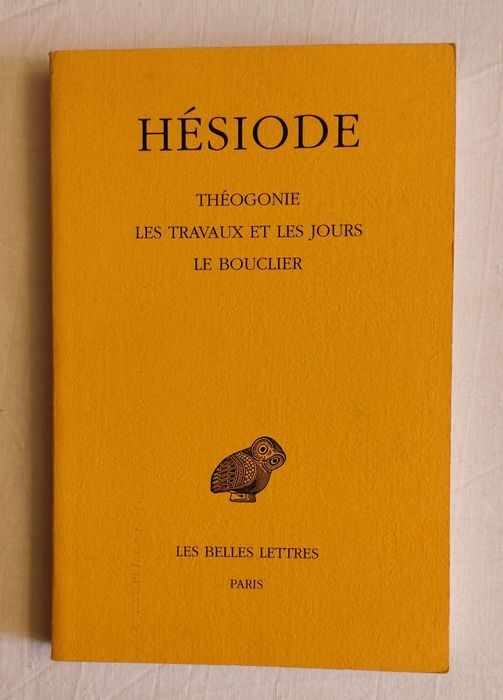 HÉSIODE
THÉOGONIE
LES TRAVAUX ET LES JOURS
LE BOUCLIER
LES BELLES LETTRES
PARIS